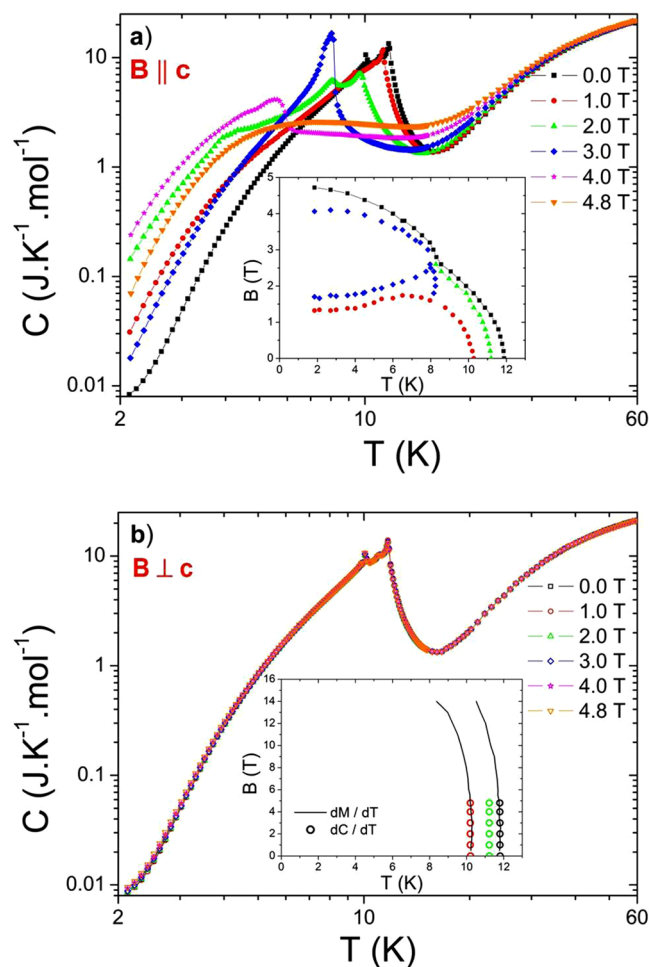 a)
B ∥ c
C (J.K⁻¹.mol⁻¹)
10
1
0.1
0.01
2
10
60
T (K)
0.0 T
1.0 T
2.0 T
3.0 T
4.0 T
4.8 T
B (T)
5
4
3
2
1
0
0 2 4 6 8 10 12
T (K)
b)
B ⊥ c
C (J.K⁻¹.mol⁻¹)
10
1
0.1
0.01
2
10
60
T (K)
0.0 T
1.0 T
2.0 T
3.0 T
4.0 T
4.8 T
B (T)
16
14
12
10
8
6
4
2
0
0 2 4 6 8 10 12
T (K)
dM / dT
dC / dT